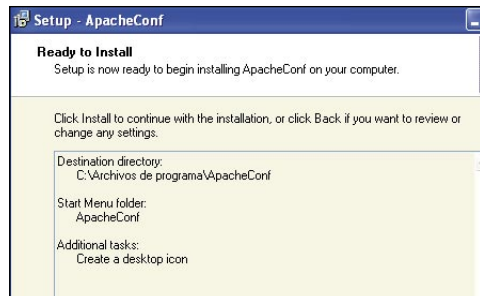 Setup - ApacheConf
Ready to Install
Setup is now ready to begin installing ApacheConf on your computer.
Click Install to continue with the installation, or click Back if you want to review or
change any settings.
Destination directory:
C:\Archivos de programa\ApacheConf
Start Menu folder:
ApacheConf
Additional tasks:
Create a desktop icon